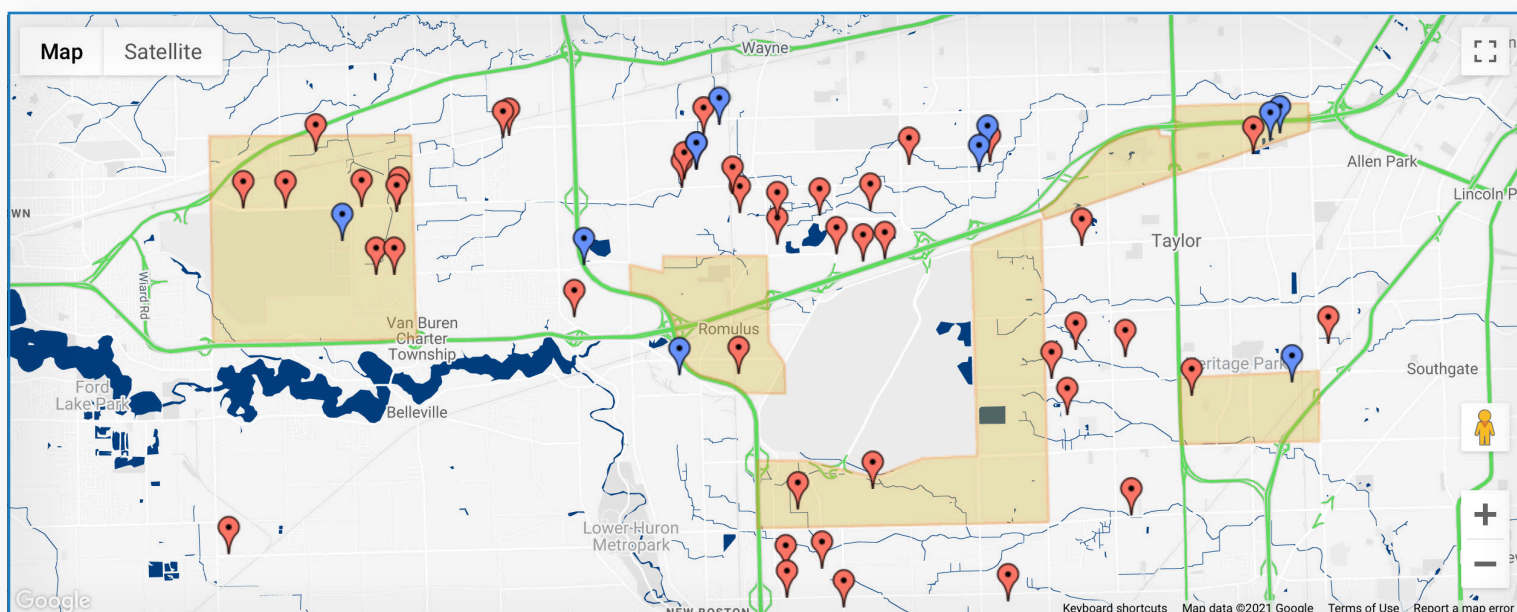 Map
Satellite
Wayne
Allen Park
Lincoln P
OWN
Taylor
Willard Rd
Van Buren
Charter
Township
Romulus
Ford
Lake Park
Belleville
eritage Park
Southgate
Lower Huron
Metropark
NEW BOSTON
Google
Keyboard shortcuts
Map data ©2021 Google
Terms of Use
Report a map error